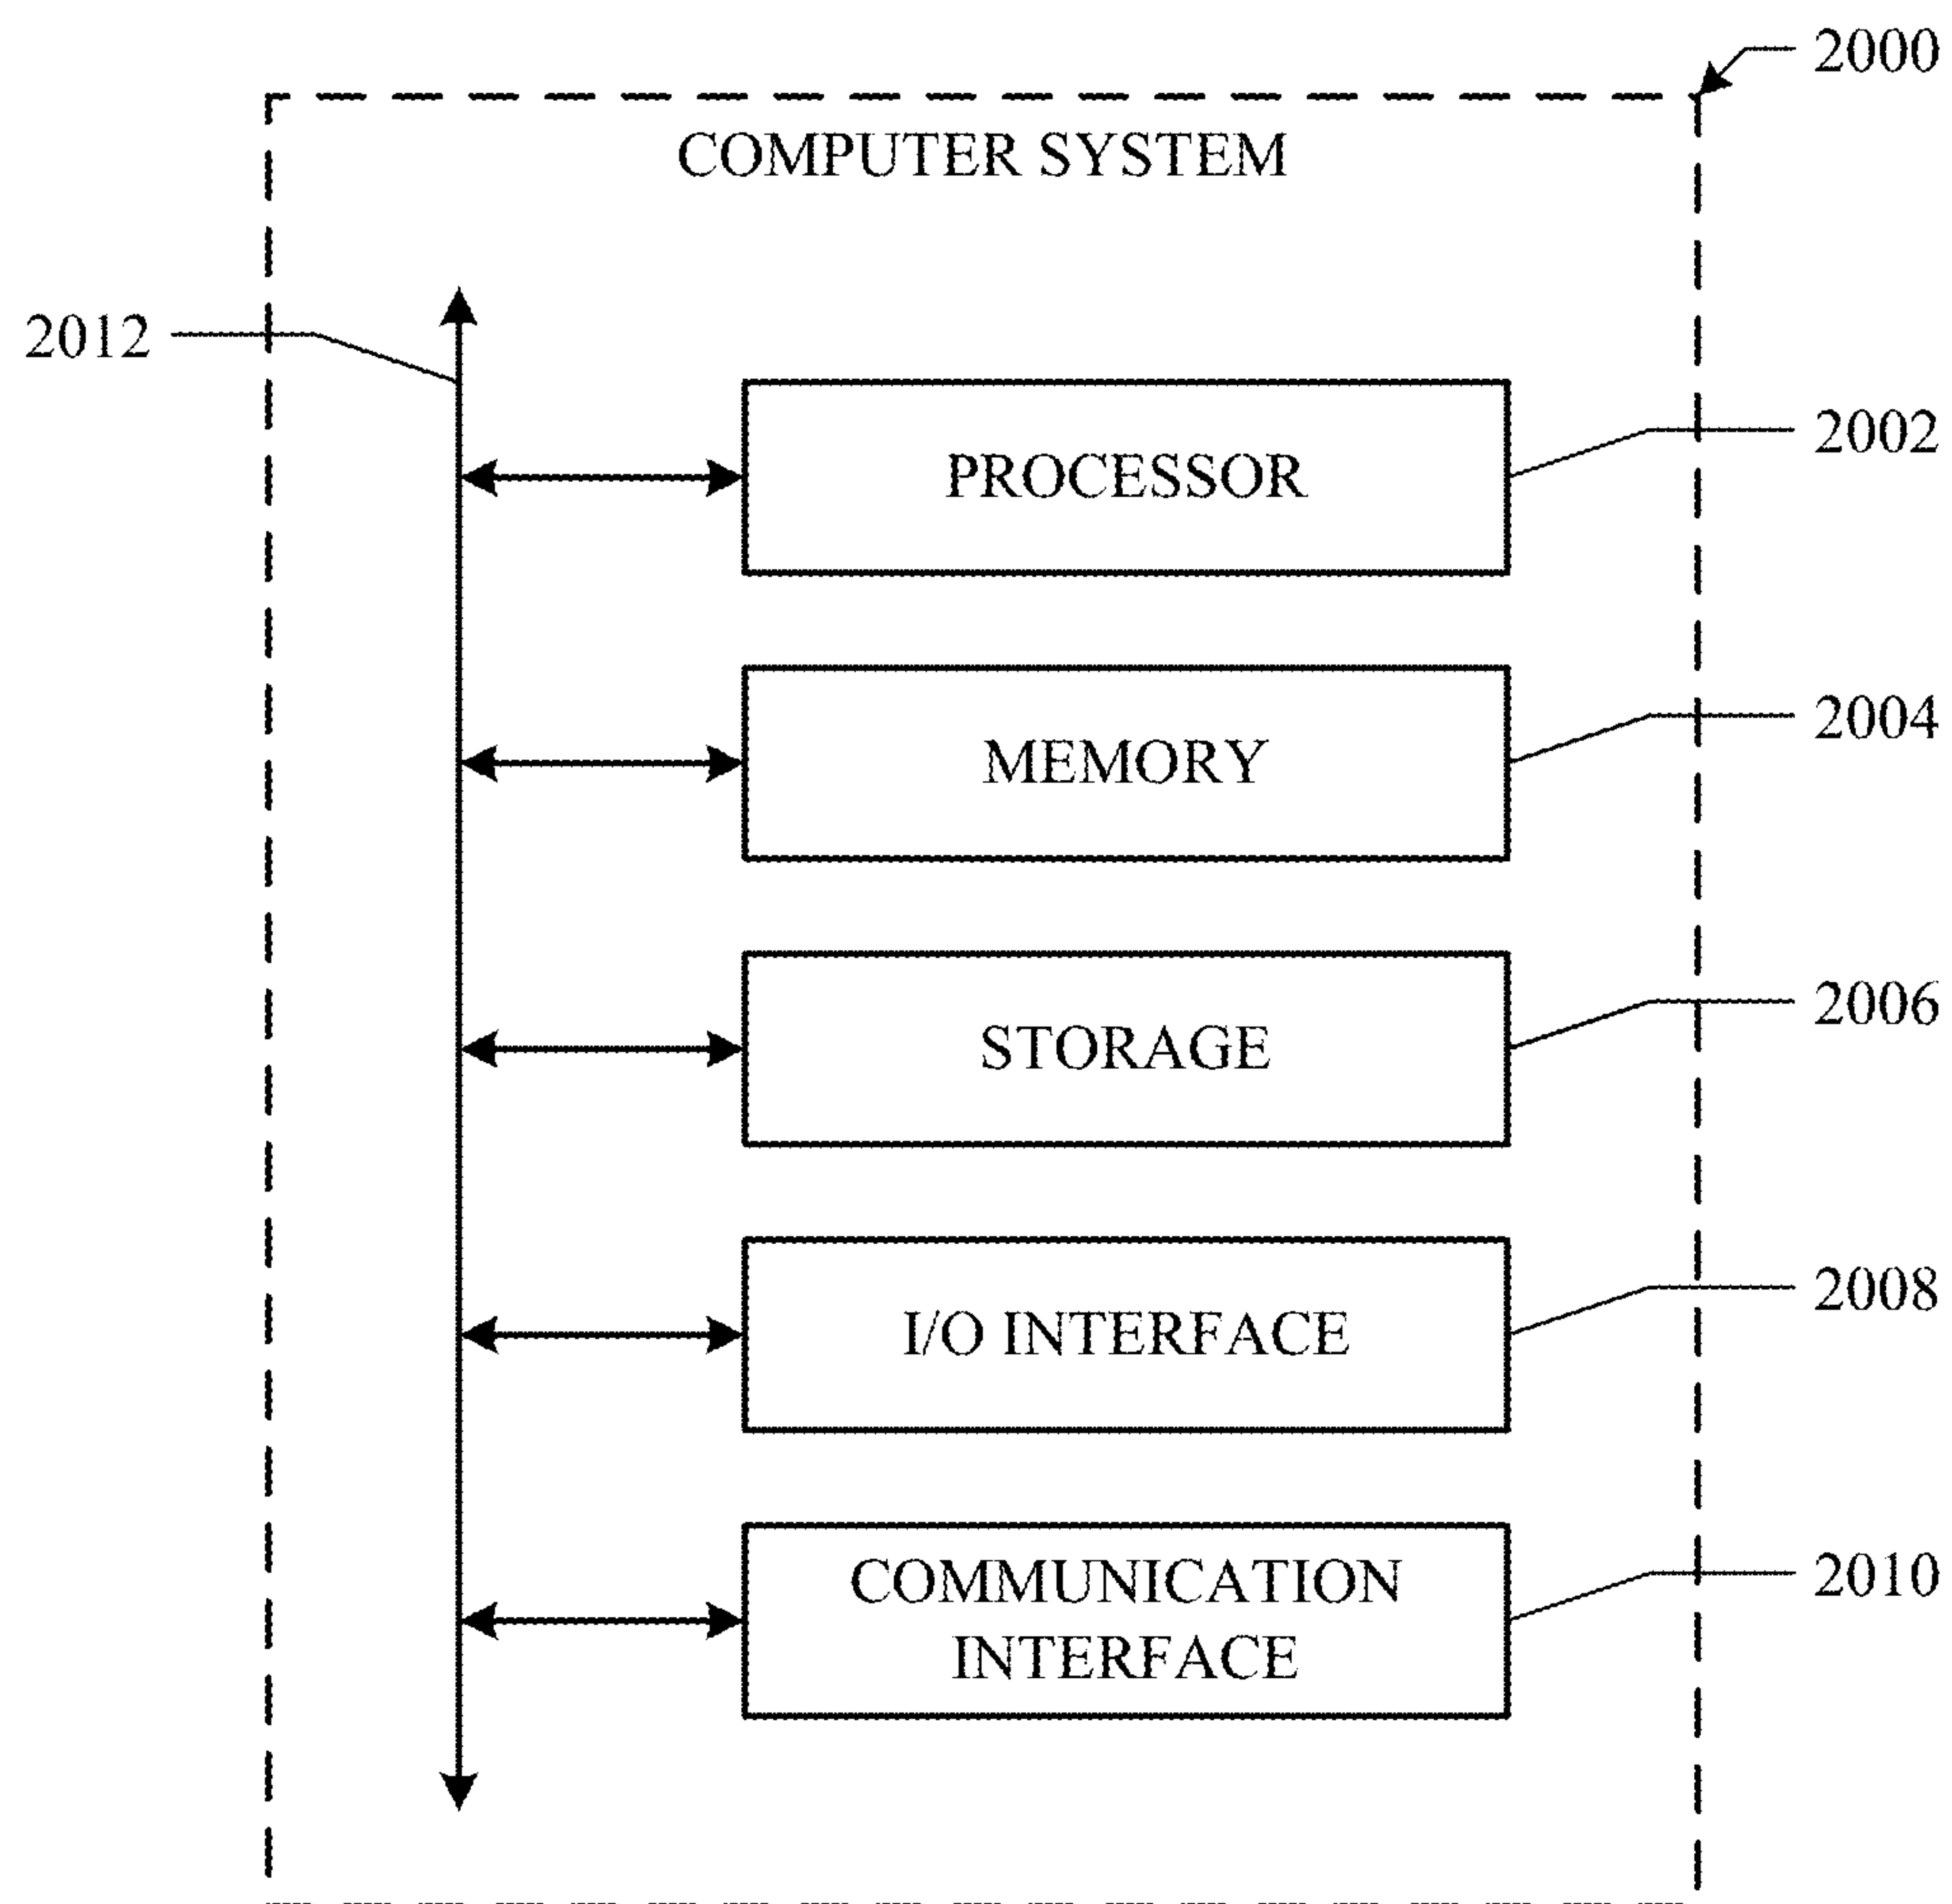 2000
COMPUTER SYSTEM
2012
PROCESSOR
2002
MEMORY
2004
STORAGE
2006
I/O INTERFACE
2008
COMMUNICATION
INTERFACE
2010